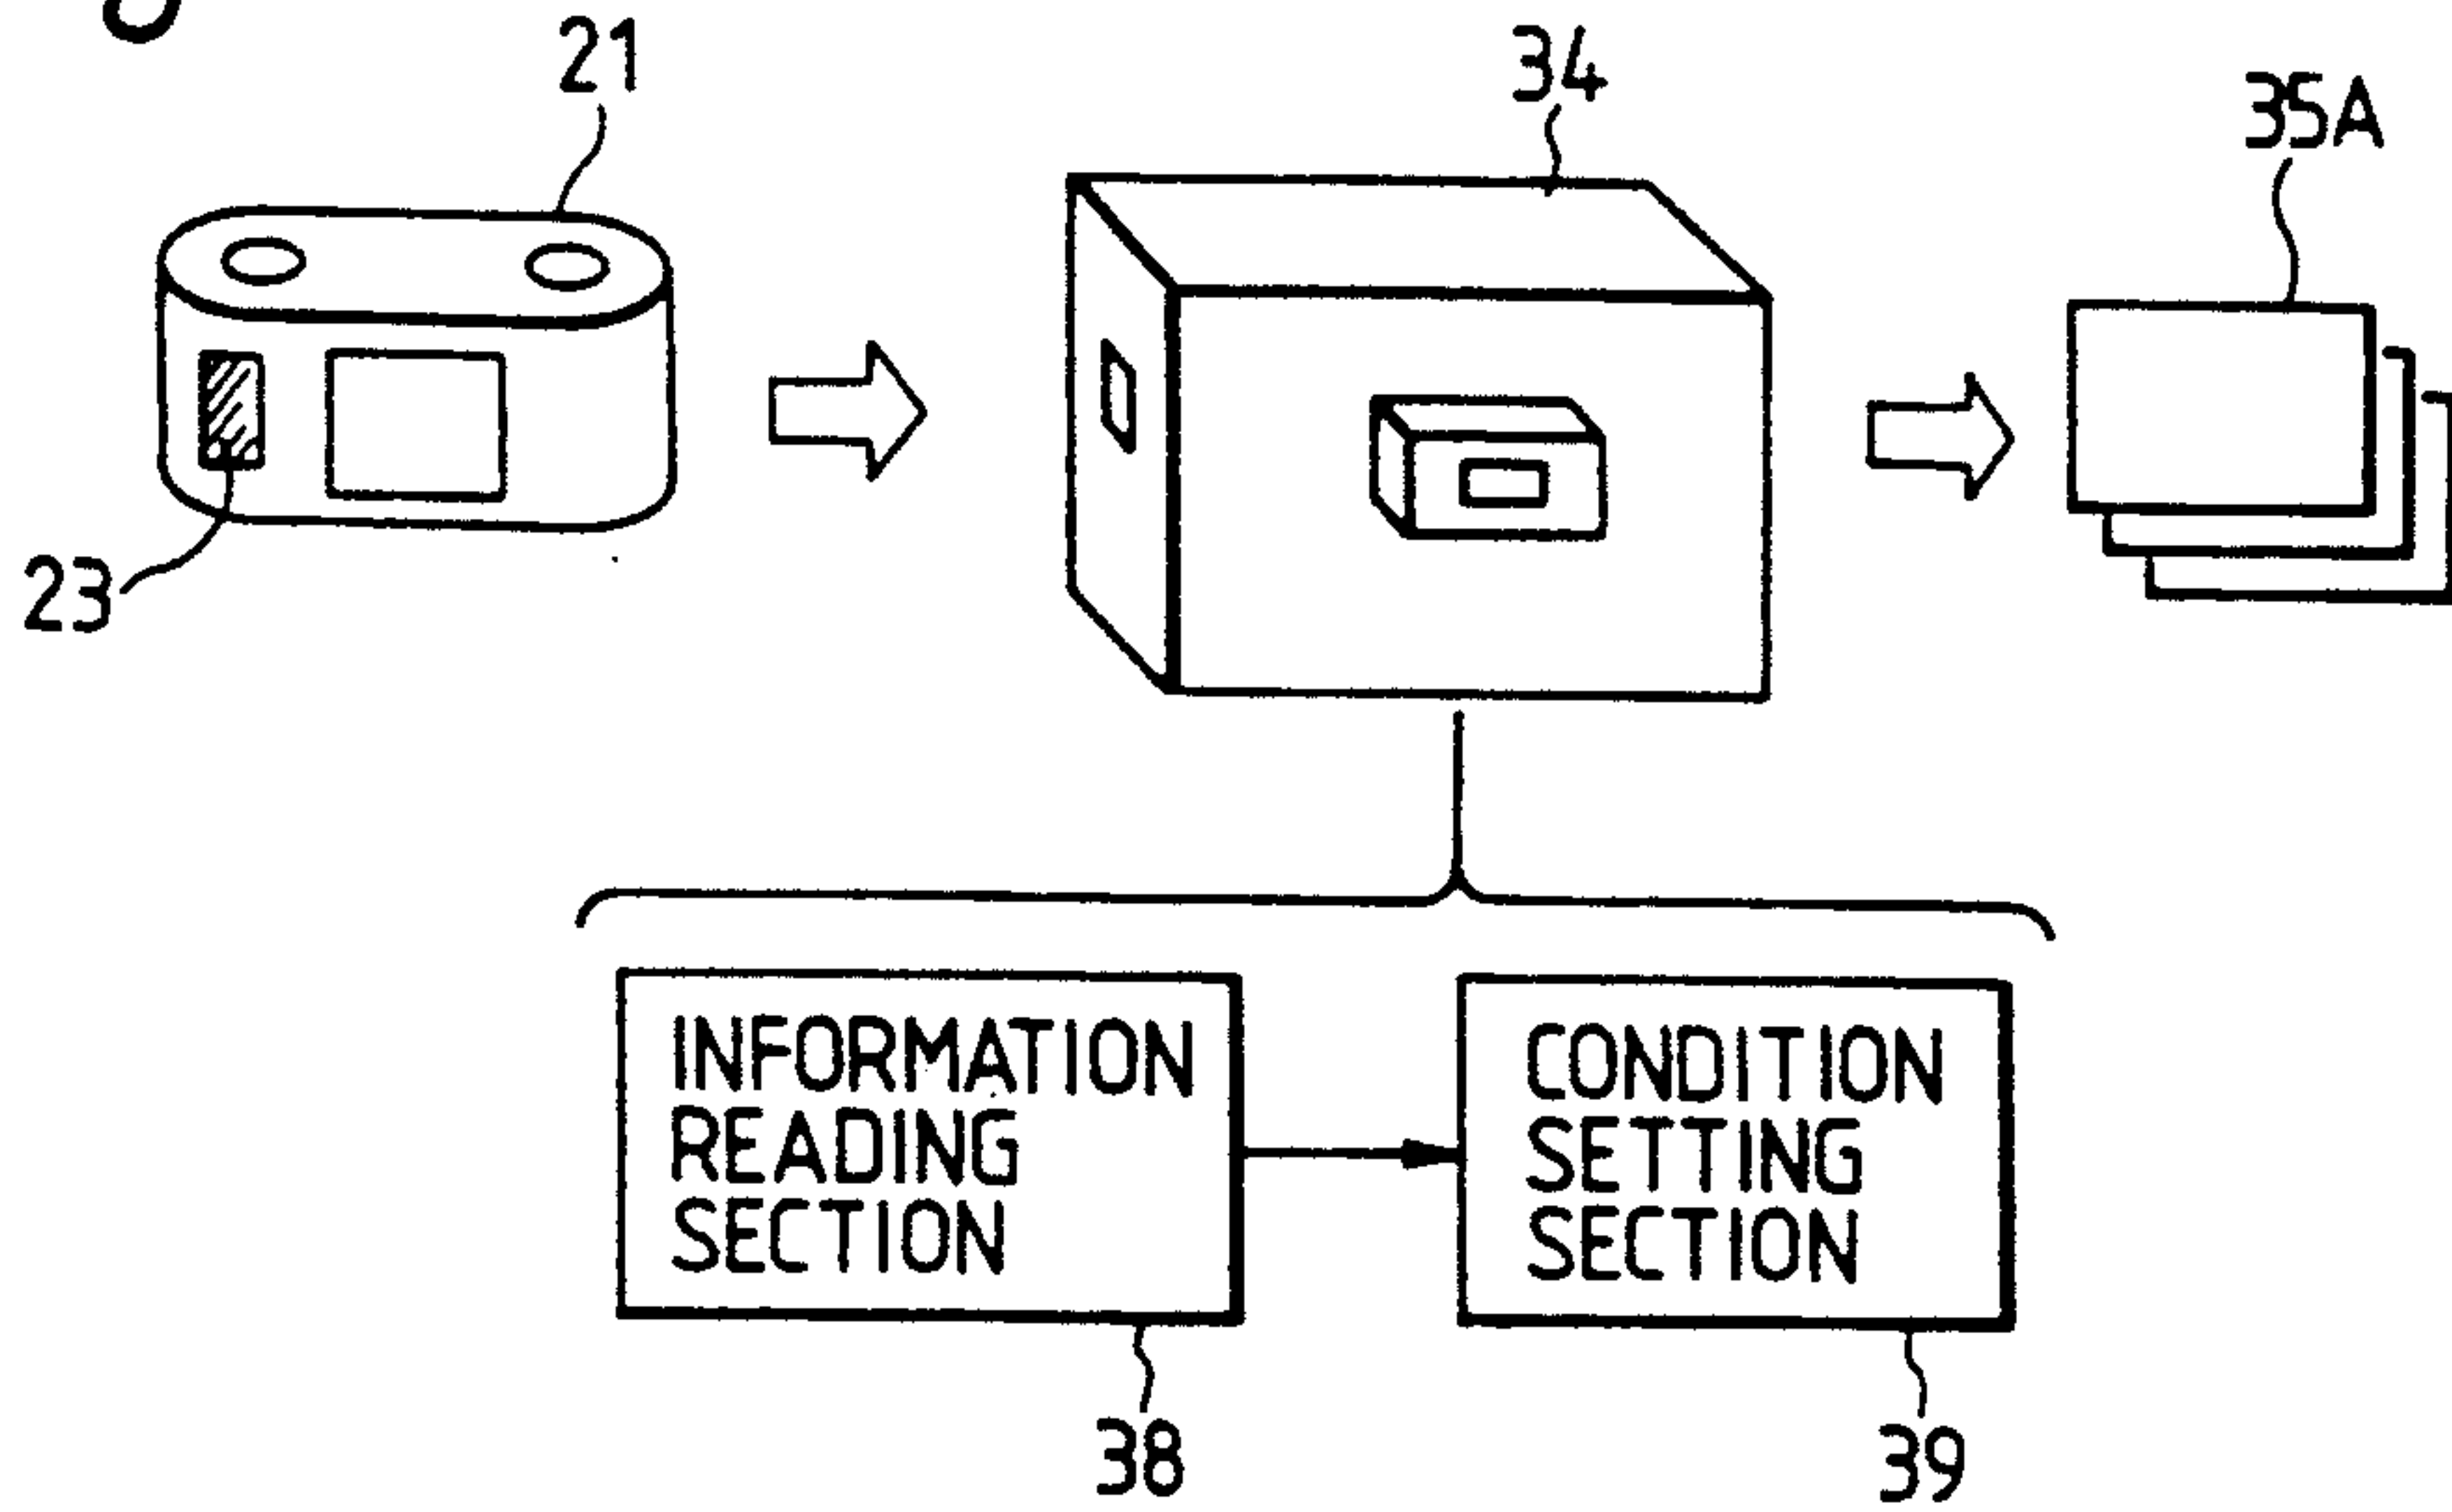 21
34
35A
23
INFORMATION
READING
SECTION
CONDITION
SETTING
SECTION
38
39